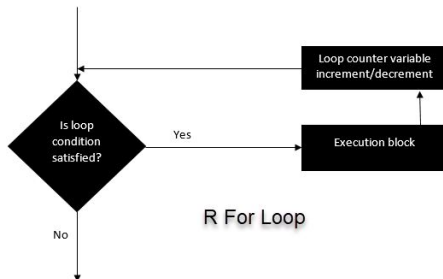 Loop counter variable
increment/decrement
Is loop
condition
satisfied?
Yes
Execution block
R For Loop
No